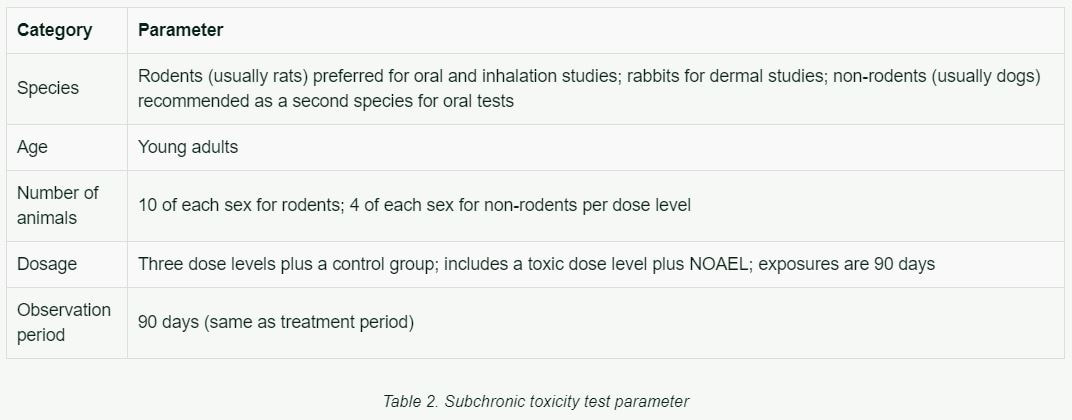 Category Parameter
Species
Rodents (usually rats) preferred for oral and inhalation studies; rabbits for dermal studies; non-rodents (usually dogs)
recommended as a second species for oral tests
Age Young adults
Number of
animals
10 of each sex for rodents; 4 of each sex for non-rodents per dose level
Dosage Three dose levels plus a control group; includes a toxic dose level plus NOAEL; exposures are 90 days
Observation
period
90 days (same as treatment period)
Table 2. Subchronic toxicity test parameter